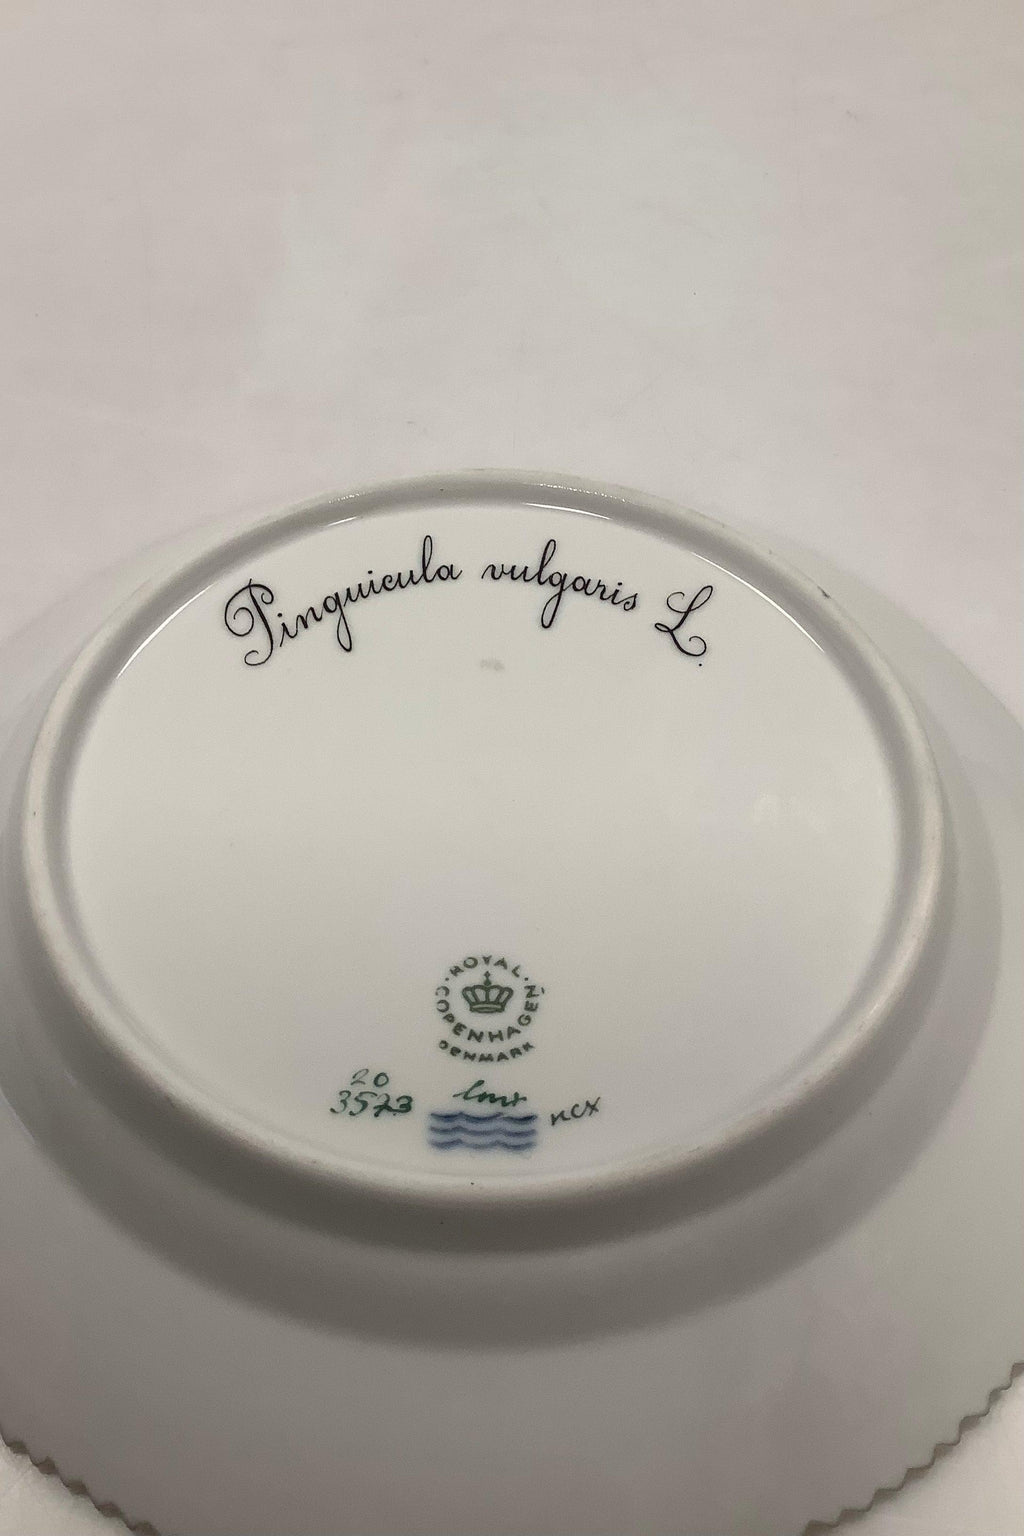 Pinguicula vulgaris L.
ROYAL
COPENHAGEN
DENMARK
20
3573